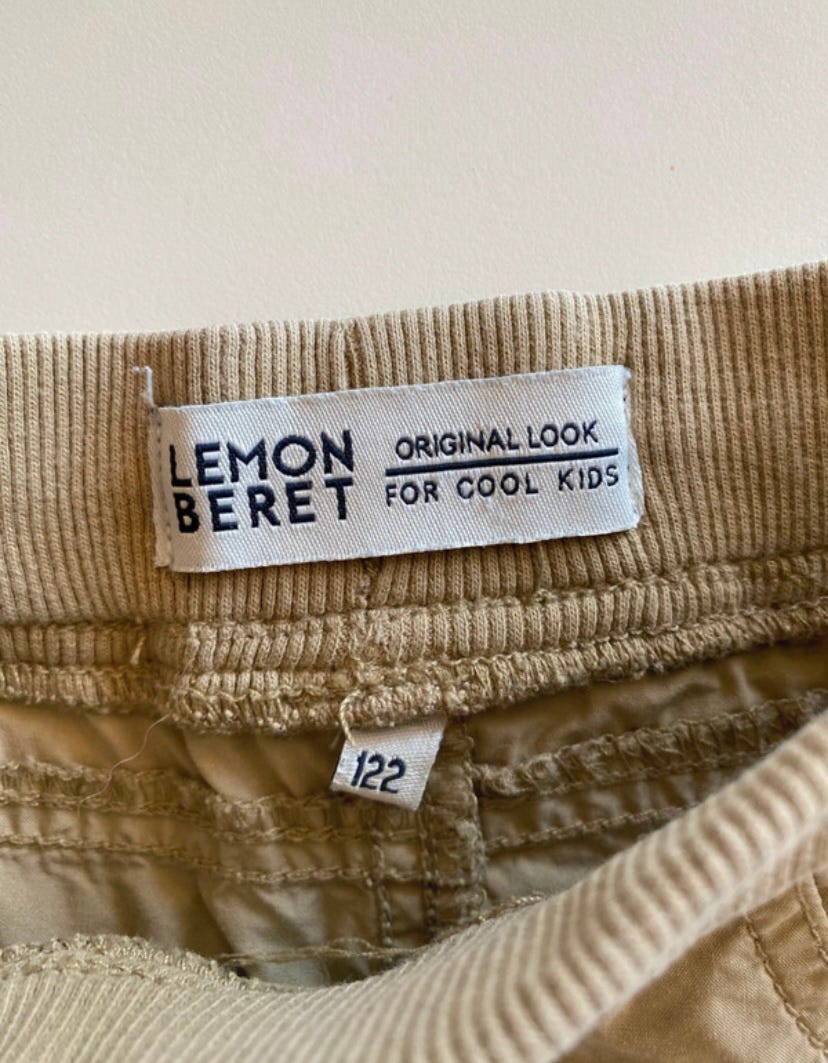 LEMON
BERET
ORIGINAL LOOK
FOR COOL KIDS
122